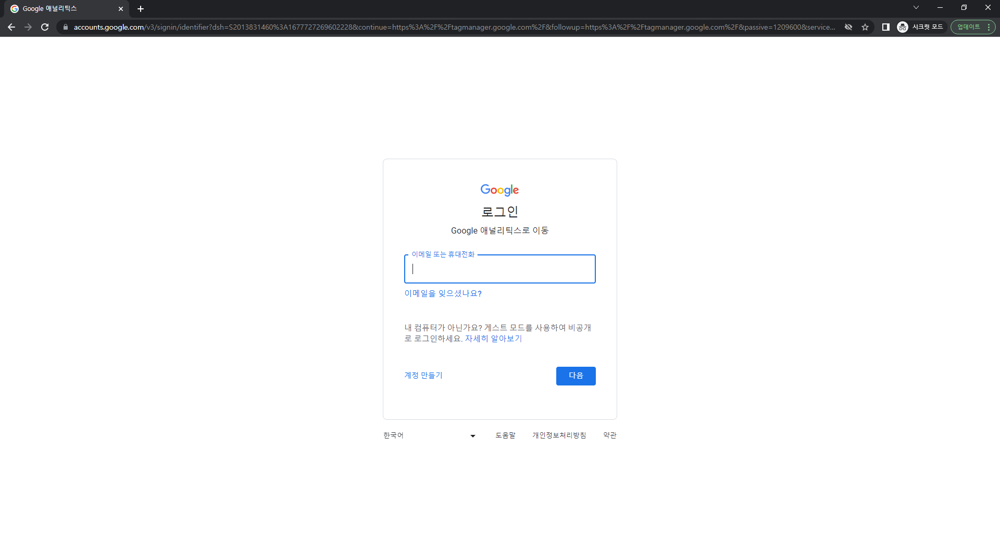 Google 애널리틱스
accounts.google.com/v3/signin/identifier?dsh=S2013831460%3A1677727269602228&continue=https%3A%2F%2Ftagmanager.google.com%2F&followup=https%3A%2F%2Ftagmanager.google.com%2F&passive=1209600&service...
시크릿 모드
업데이트
Google
로그인
Google 애널리틱스로 이동
이메일 또는 휴대전화
이메일을 잊으셨나요?
내 컴퓨터가 아닌가요? 게스트 모드를 사용하여 비공개
로 로그인하세요. 자세히 알아보기
계정 만들기
다음
한국어
도움말
개인정보처리방침
약관